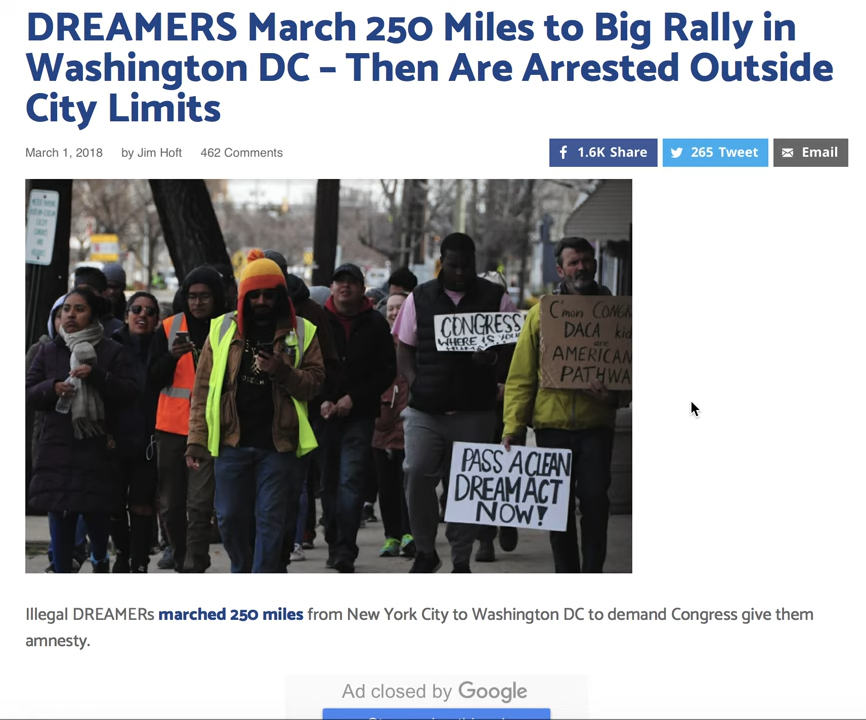 DREAMERS March 250 Miles to Big Rally in
Washington DC – Then Are Arrested Outside
City Limits
March 1, 2018 by Jim Hoft 462 Comments
1.6K Share 265 Tweet Email
CONGRESS
WHERE IS YOUR
C'mon CONGR
DACA kid
are
AMERICAN
PATHWA
PASS A CLEAN
DREAM ACT
NOW!
Illegal DREAMERs marched 250 miles from New York City to Washington DC to demand Congress give them
amnesty.
Ad closed by Google